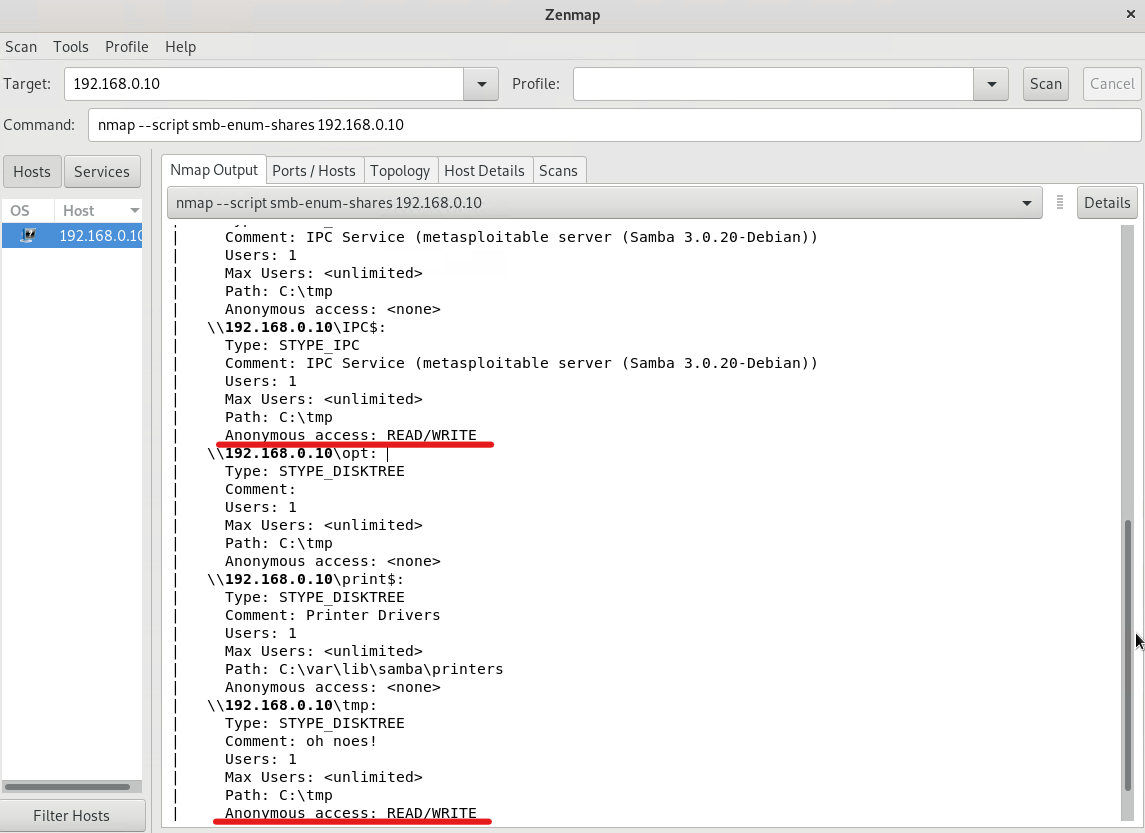 Zenmap
Scan Tools Profile Help
Target: 192.168.0.10 Profile: Scan Cancel
Command: nmap --script smb-enum-shares 192.168.0.10
Hosts Services Nmap Output Ports / Hosts Topology Host Details Scans
OS Host nmap --script smb-enum-shares 192.168.0.10 Details
192.168.0.10
| Comment: IPC Service (metasploitable server (Samba 3.0.20-Debian))
| Users: 1
| Max Users: <unlimited>
| Path: C:\tmp
| Anonymous access: <none>
| \\192.168.0.10\IPC$:
| Type: STYPE_IPC
| Comment: IPC Service (metasploitable server (Samba 3.0.20-Debian))
| Users: 1
| Max Users: <unlimited>
| Path: C:\tmp
| Anonymous access: READ/WRITE
| \\192.168.0.10\opt:
| Type: STYPE_DISKTREE
| Comment:
| Users: 1
| Max Users: <unlimited>
| Path: C:\tmp
| Anonymous access: <none>
| \\192.168.0.10\print$:
| Type: STYPE_DISKTREE
| Comment: Printer Drivers
| Users: 1
| Max Users: <unlimited>
| Path: C:\var\lib\samba\printers
| Anonymous access: <none>
| \\192.168.0.10\tmp:
| Type: STYPE_DISKTREE
| Comment: oh noes!
| Users: 1
| Max Users: <unlimited>
| Path: C:\tmp
| Anonymous access: READ/WRITE
Filter Hosts